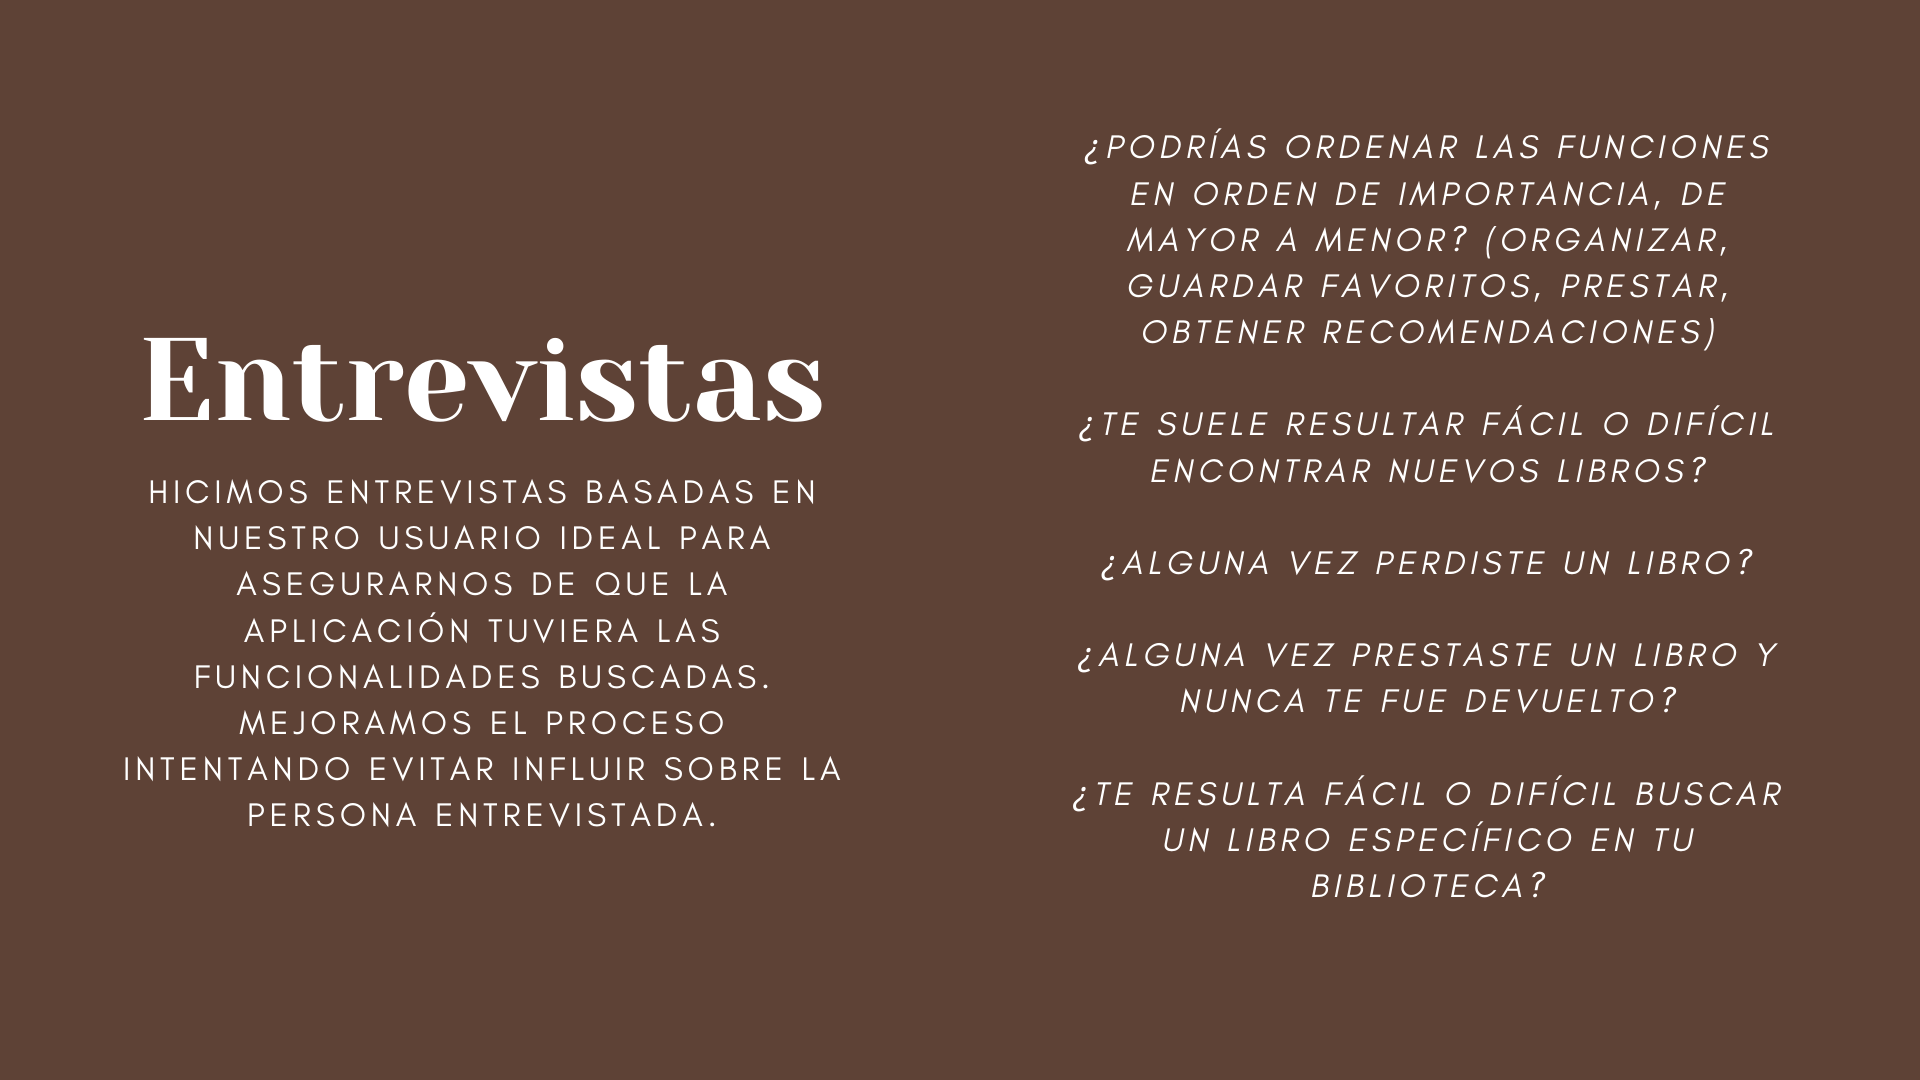 Entrevistas
HICIMOS ENTREVISTAS BASADAS EN
NUESTRO USUARIO IDEAL PARA
ASEGURARNOS DE QUE LA
APLICACIÓN TUVIERA LAS
FUNCIONALIDADES BUSCADAS.
MEJORAMOS EL PROCESO
INTENTANDO EVITAR INFLUIR SOBRE LA
PERSONA ENTREVISTADA.
¿PODRÍAS ORDENAR LAS FUNCIONES
EN ORDEN DE IMPORTANCIA, DE
MAYOR A MENOR? (ORGANIZAR,
GUARDAR FAVORITOS, PRESTAR,
OBTENER RECOMENDACIONES)
¿TE SUELE RESULTAR FÁCIL O DIFÍCIL
ENCONTRAR NUEVOS LIBROS?
¿ALGUNA VEZ PERDISTE UN LIBRO?
¿ALGUNA VEZ PRESTASTE UN LIBRO Y
NUNCA TE FUE DEVUELTO?
¿TE RESULTA FÁCIL O DIFÍCIL BUSCAR
UN LIBRO ESPECÍFICO EN TU
BIBLIOTECA?